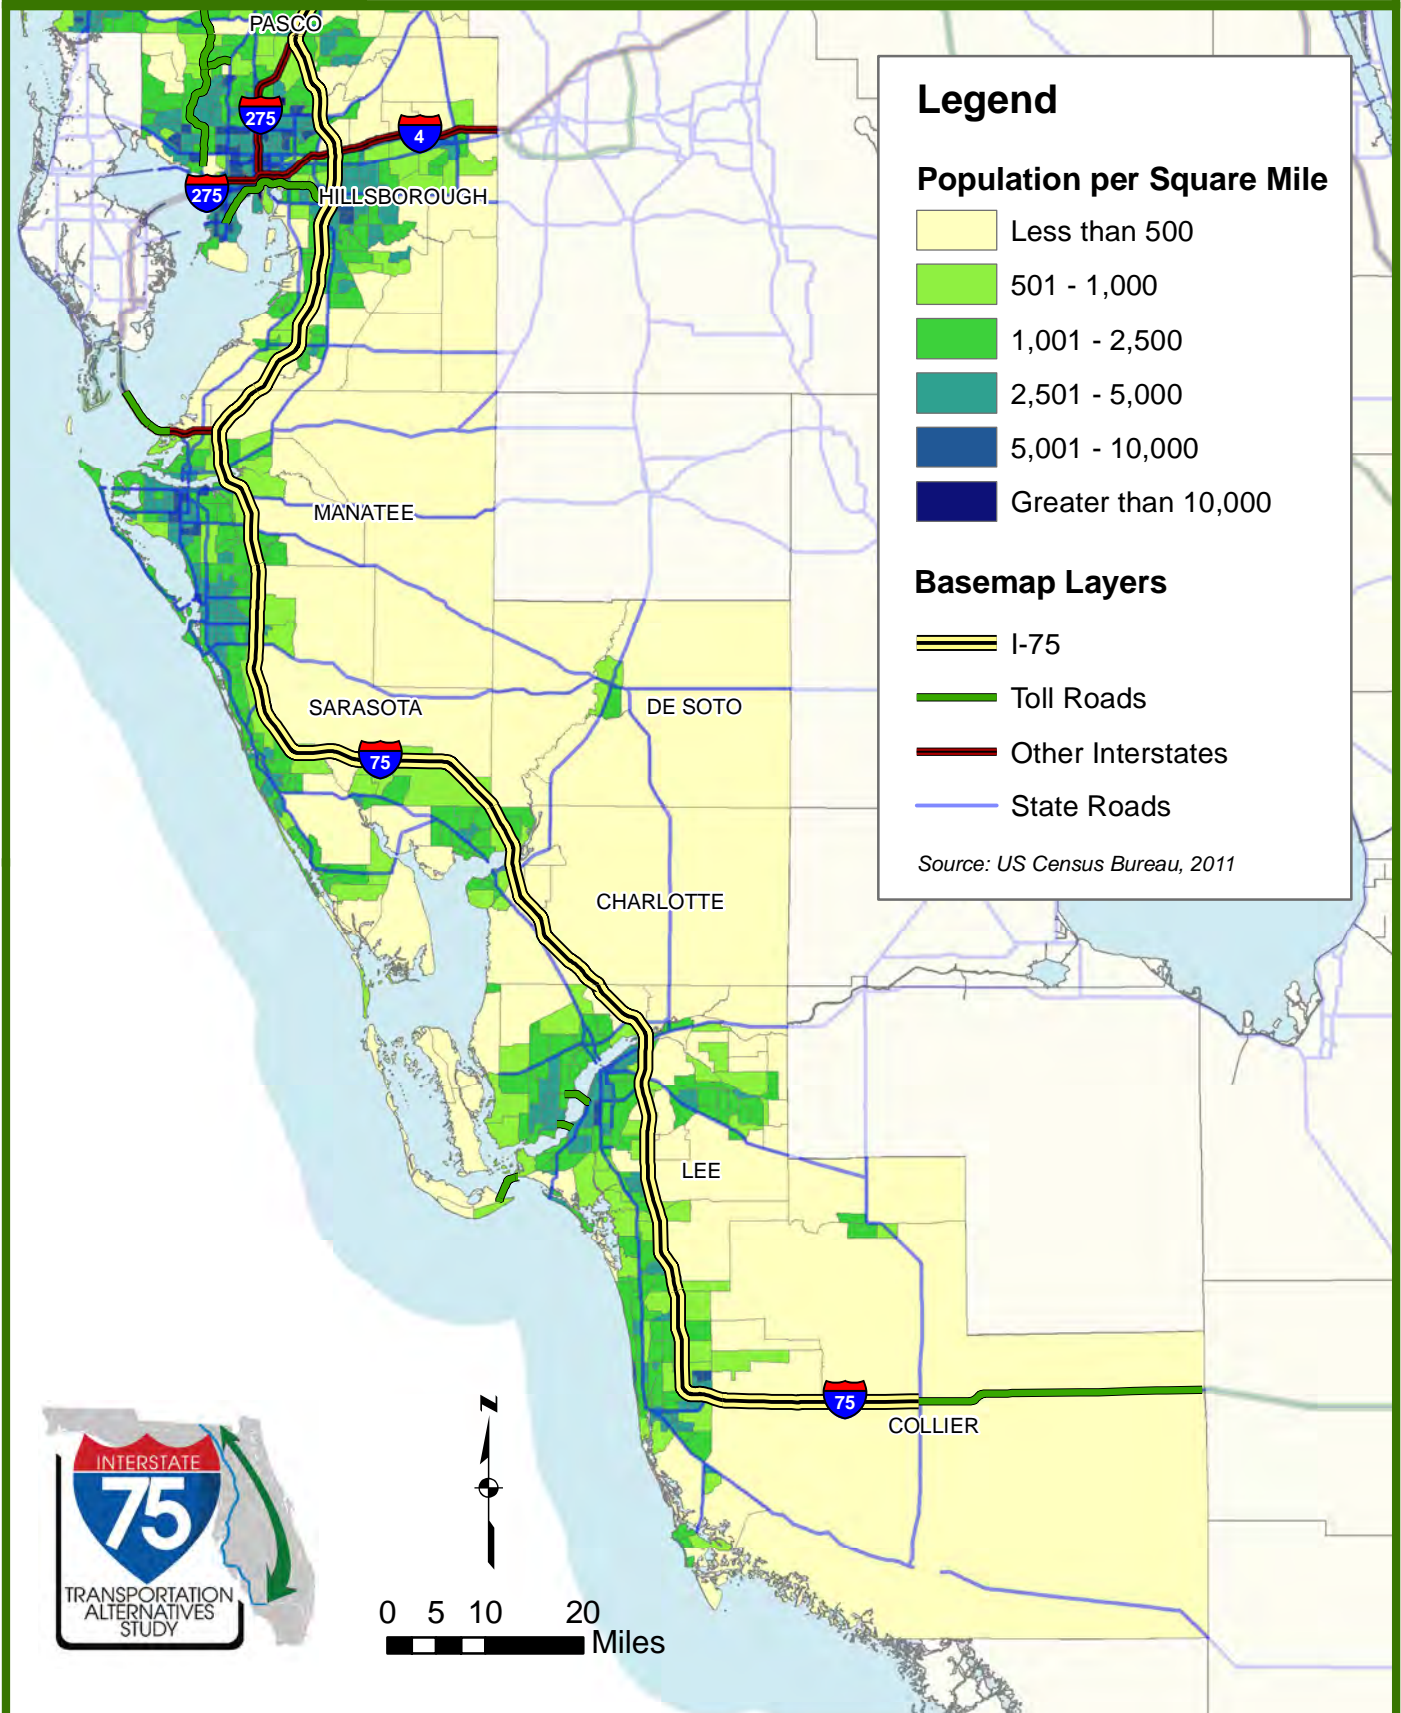 PASCO
275
4
275
HILLSBOROUGH
MANATEE
SARASOTA
DE SOTO
75
CHARLOTTE
LEE
75
COLLIER
Legend
Population per Square Mile
Less than 500
501 - 1,000
1,001 - 2,500
2,501 - 5,000
5,001 - 10,000
Greater than 10,000
Basemap Layers
I-75
Toll Roads
Other Interstates
State Roads
Source: US Census Bureau, 2011
INTERSTATE
75
TRANSPORTATION
ALTERNATIVES
STUDY
N
0 5 10 20
Miles